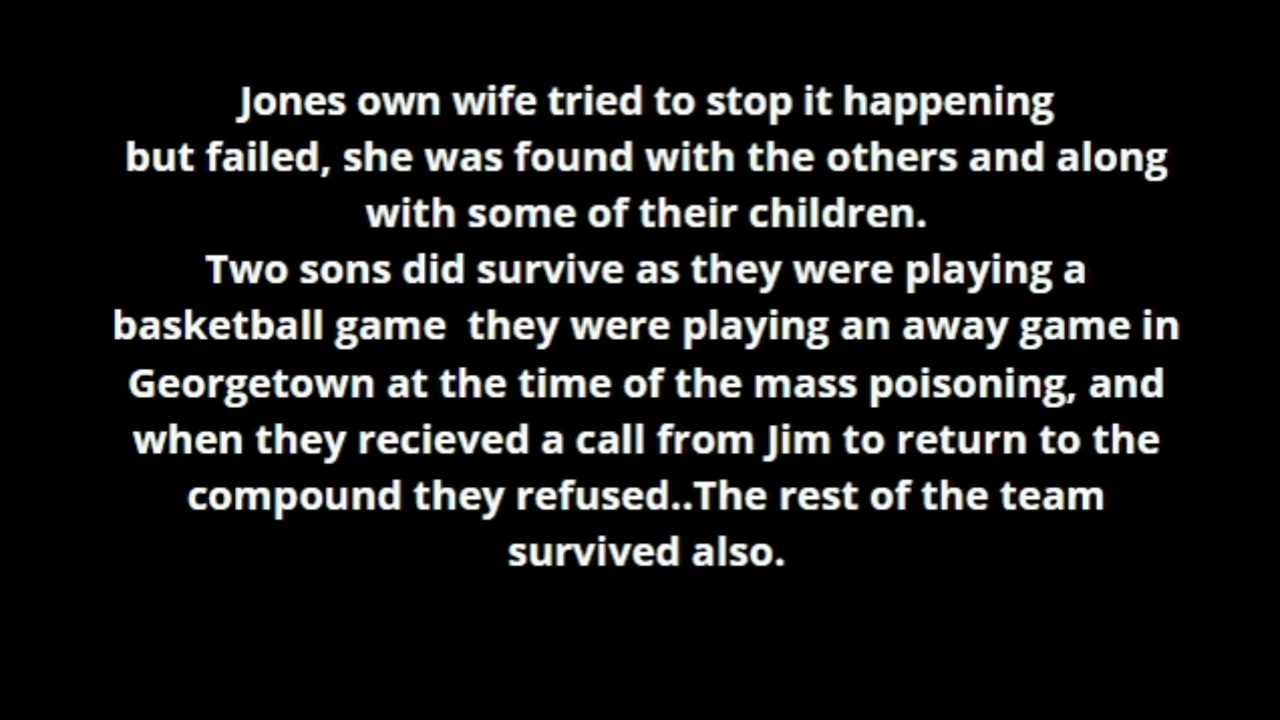 Jones own wife tried to stop it happening
but failed, she was found with the others and along
with some of their children.
Two sons did survive as they were playing a
basketball game  they were playing an away game in
Georgetown at the time of the mass poisoning, and
when they recieved a call from Jim to return to the
compound they refused..The rest of the team
survived also.